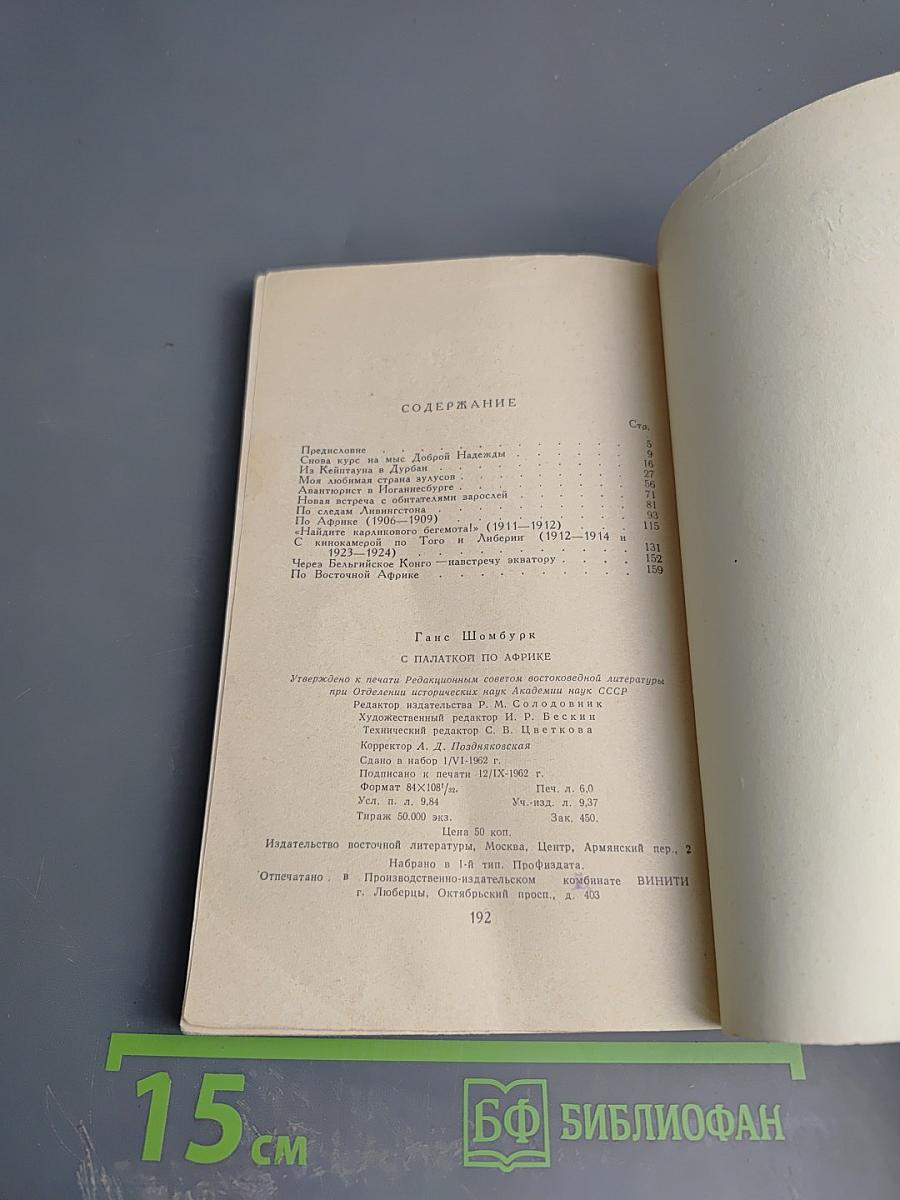 СОДЕРЖАНИЕ
Стр.
Предисловие . . . . . . . . . . . . . 5
Снова курс на мыс Доброй Надежды . . . . . . 9
Из Кейптауна в Дурбан . . . . . . . . . . 16
Моя любимая страна зулусов . . . . . . . . 27
Авантюрист в Иоганнесбурге . . . . . . . . 56
Новая встреча с обитателями зарослей . . . . . 71
По следам Ливингстона . . . . . . . . . . 81
По Африке (1906—1909) . . . . . . . . . . 93
«Найдите карликового бегемота!» (1911—1912) . . . 115
С кинокамерой по Того и Либерии (1912—1914 и
1923—1924) . . . . . . . . . . . 131
Через Бельгийское Конго — навстречу экватору . . . . 152
По Восточной Африке . . . . . . . . . . 159
Ганс Шомбурк
С ПАЛАТКОЙ ПО АФРИКЕ
Утверждено к печати Редакционным советом востоковедной литературы
при Отделении исторических наук Академии наук СССР
Редактор издательства Р. М. Солодовник
Художественный редактор И. Р. Бескин
Технический редактор С. В. Цветкова
Корректор А. Д. Поздняковская
Сдано в набор 1/VI-1962 г.
Подписано к печати 12/IX-1962 г.
Формат 84×108¹/₃₂. Печ. л. 6,0
Усл. п. л. 9,84 Уч.-изд. л. 9,37
Тираж 50.000 экз. Зак. 450.
Цена 50 коп.
Издательство восточной литературы, Москва, Центр, Армянский пер., 2
Набрано в 1-й тип. Профиздата.
Отпечатано в Производственно-издательском комбинате ВИНИТИ
г. Люберцы, Октябрьский просп., д. 403
192
15 см
БФ БИБЛИОФАН